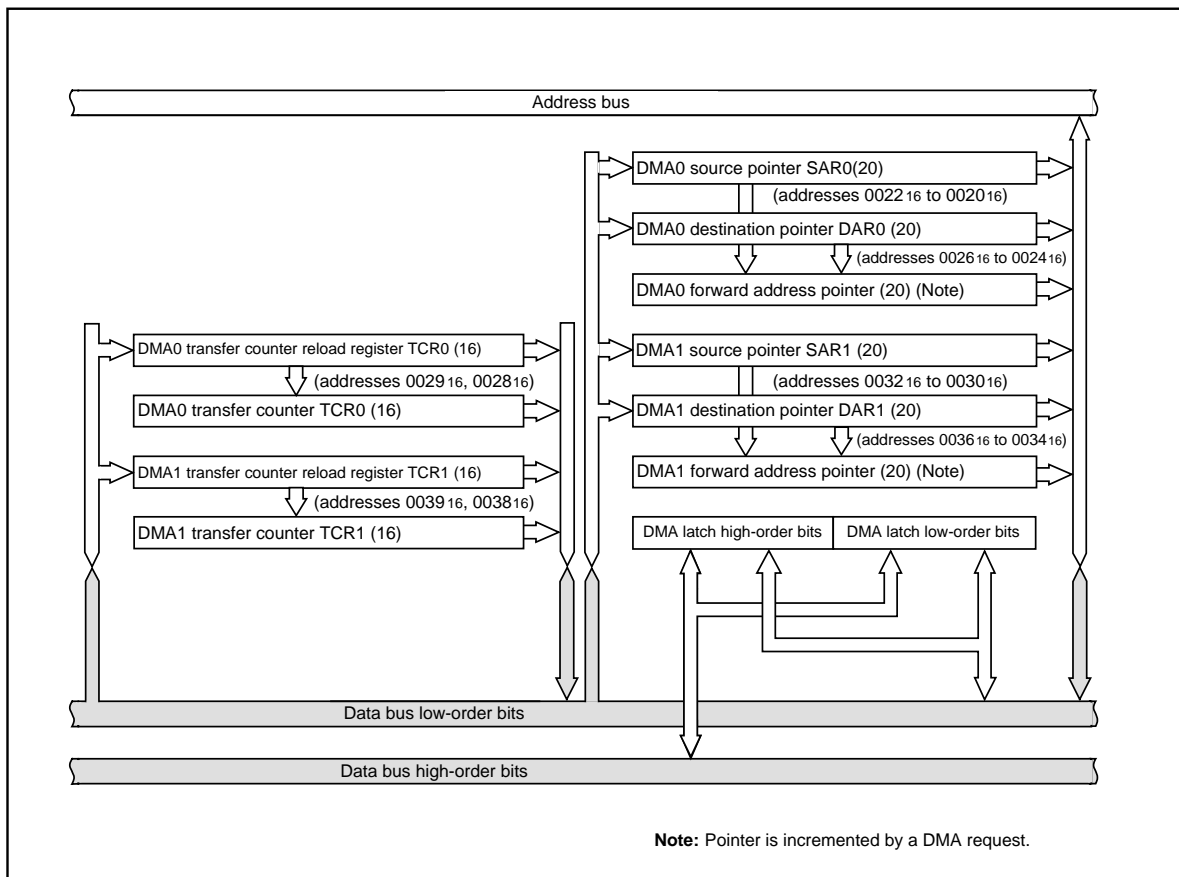 Address bus
DMA0 source pointer SAR0(20)
(addresses 0022 16 to 0020 16)
DMA0 destination pointer DAR0 (20)
(addresses 0026 16 to 0024 16)
DMA0 forward address pointer (20) (Note)
DMA0 transfer counter reload register TCR0 (16)
(addresses 0029 16, 0028 16)
DMA0 transfer counter TCR0 (16)
DMA1 transfer counter reload register TCR1 (16)
(addresses 0039 16, 0038 16)
DMA1 transfer counter TCR1 (16)
DMA1 source pointer SAR1 (20)
(addresses 0032 16 to 0030 16)
DMA1 destination pointer DAR1 (20)
(addresses 0036 16 to 0034 16)
DMA1 forward address pointer (20) (Note)
DMA latch high-order bits
DMA latch low-order bits
Data bus low-order bits
Data bus high-order bits
Note: Pointer is incremented by a DMA request.